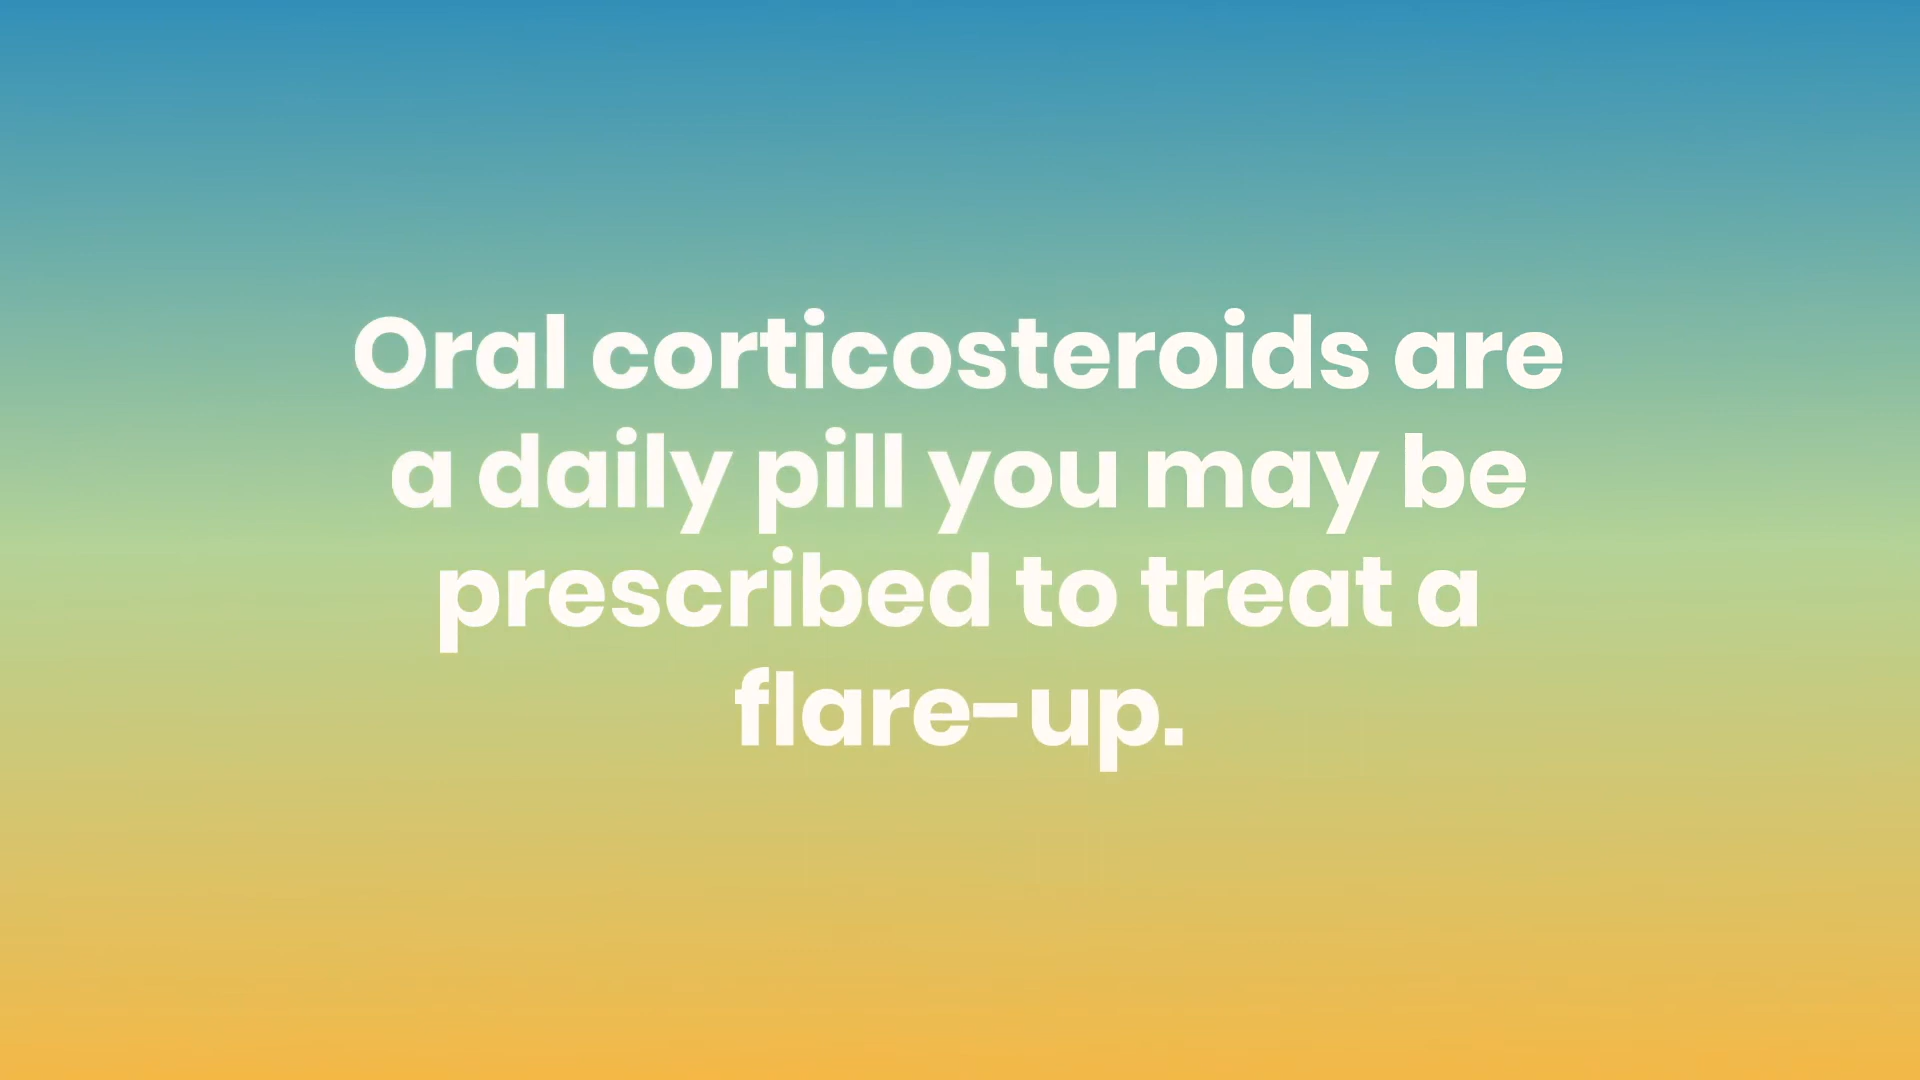 Oral corticosteroids are
a daily pill you may be
prescribed to treat a
flare-up.